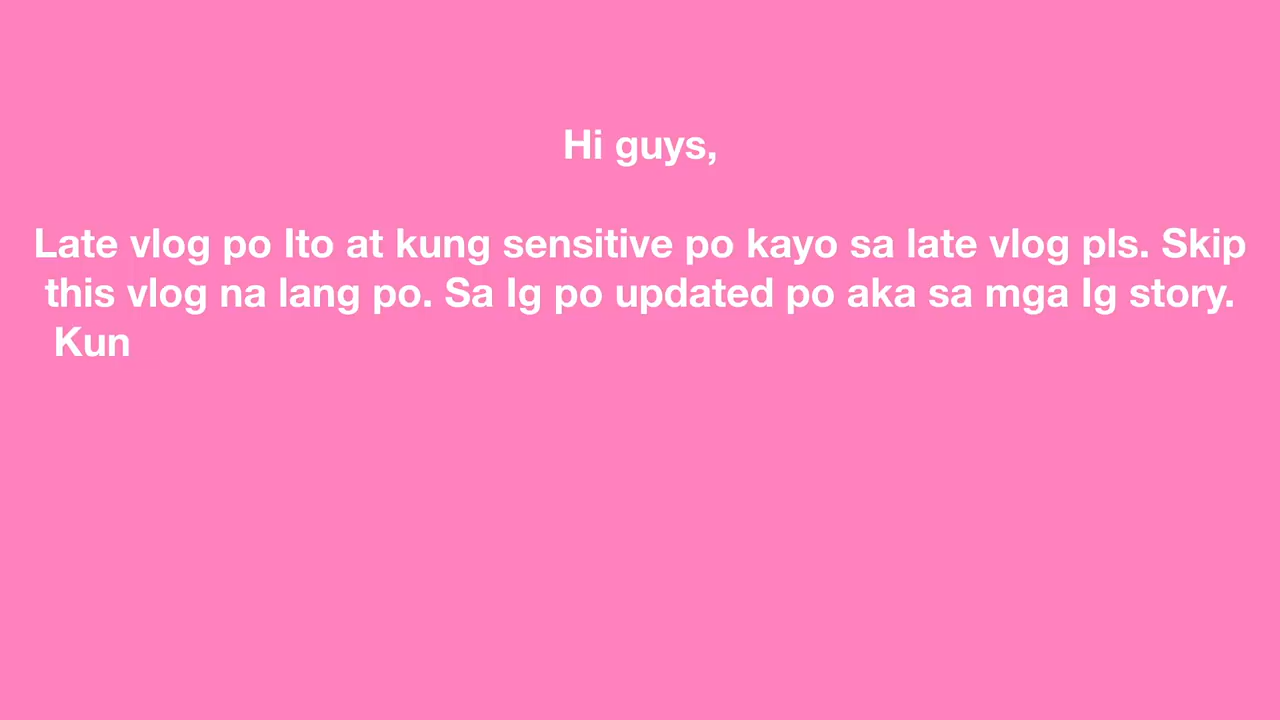 Hi guys,
Late vlog po Ito at kung sensitive po kayo sa late vlog pls. Skip
this vlog na lang po. Sa Ig po updated po aka sa mga Ig story.
Kun